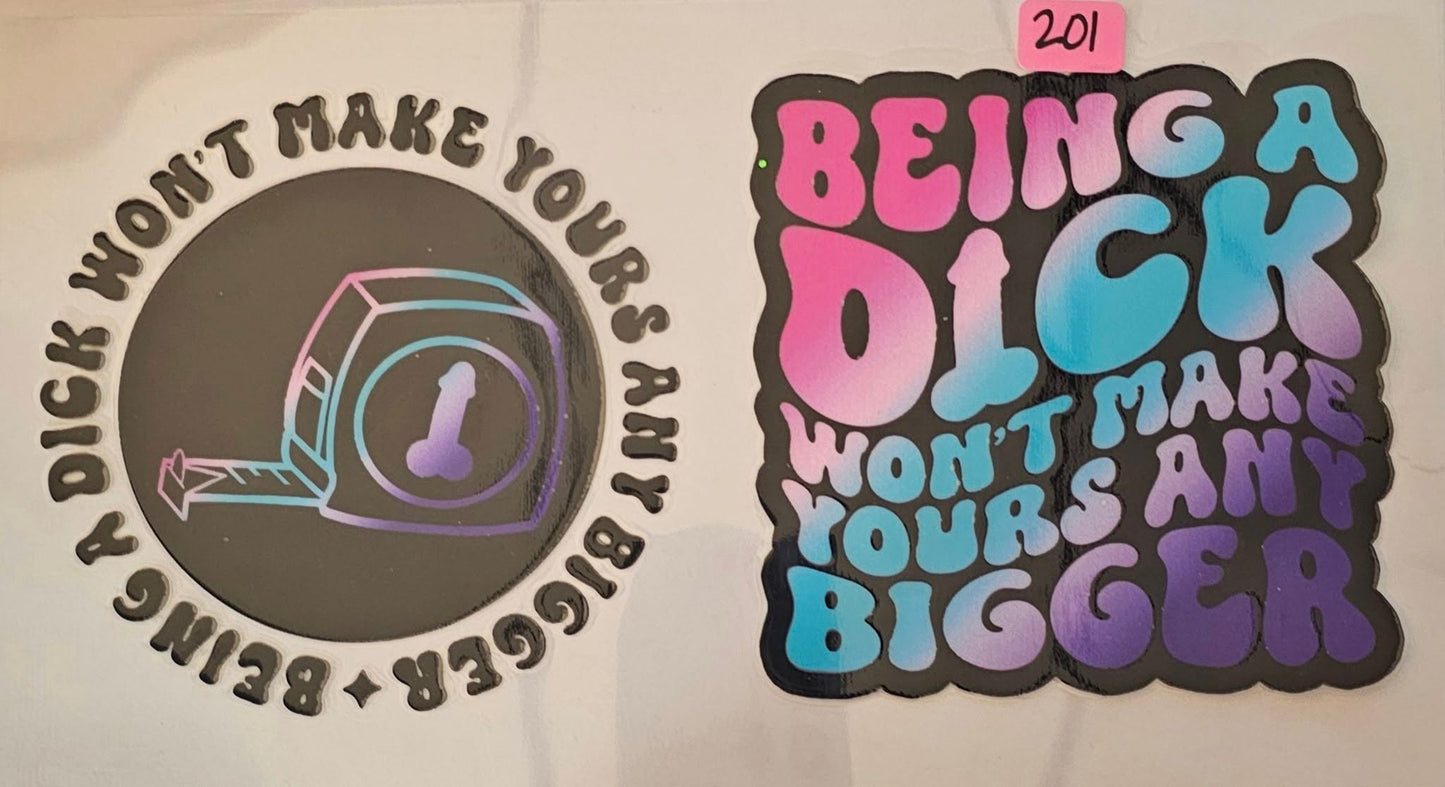 BEING A DICK WON'T MAKE YOURS ANY BIGGER
201
BEING A
DICK
WON'T MAKE
YOURS ANY
BIGGER